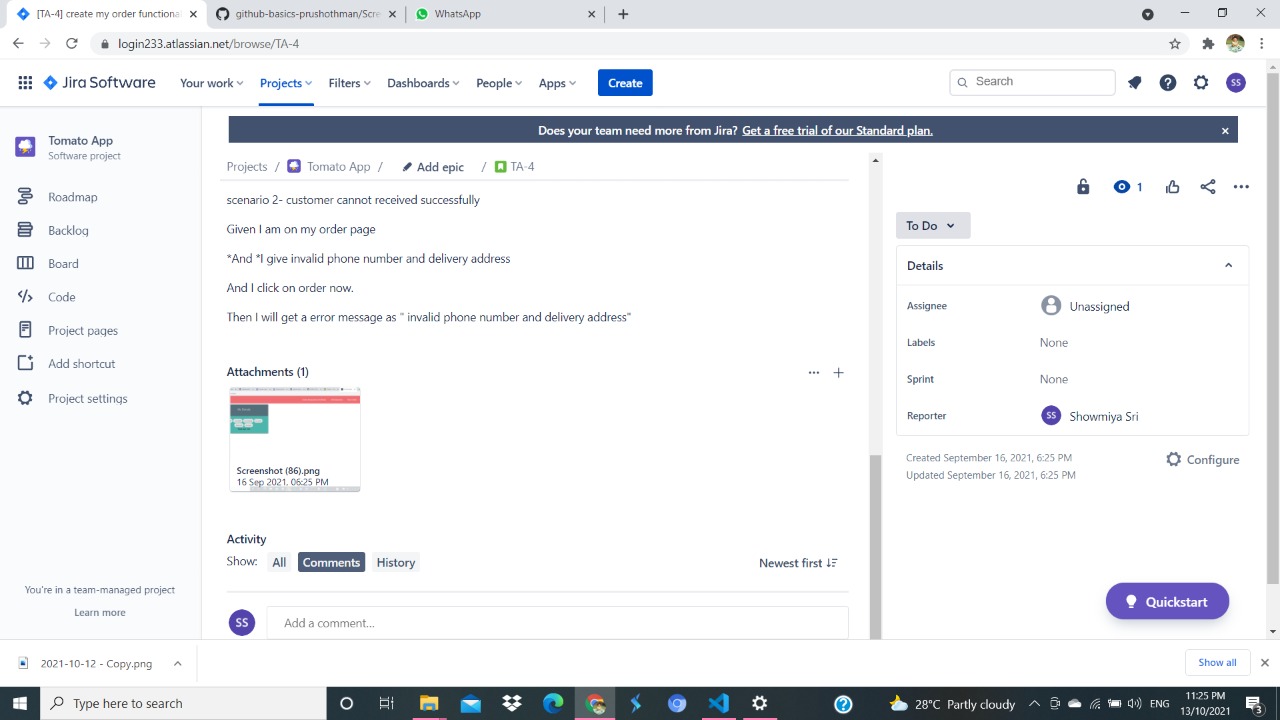 [TA-4] create my order functiona
github-basics-prushothman/Scre
WhatsApp
login233.atlassian.net/browse/TA-4
Jira Software
Your work
Projects
Filters
Dashboards
People
Apps
Create
Search
SS
Does your team need more from Jira? Get a free trial of our Standard plan.
Tomato App
Software project
Roadmap
Backlog
Board
Code
Project pages
Add shortcut
Project settings
You're in a team-managed project
Learn more
Projects / Tomato App / Add epic / TA-4
scenario 2- customer cannot received successfully
Given I am on my order page
*And *I give invalid phone number and delivery address
And I click on order now.
Then I will get a error message as " invalid phone number and delivery address"
Attachments (1)
Screenshot (86).png
16 Sep 2021, 06:25 PM
Activity
Show: All Comments History
Newest first
SS
Add a comment...
1
To Do
Details
Assignee Unassigned
Labels None
Sprint None
Reporter SS Showmiya Sri
Created September 16, 2021, 6:25 PM
Updated September 16, 2021, 6:25 PM
Configure
Quickstart
2021-10-12 - Copy.png
Show all
Type here to search
28°C Partly cloudy
ENG
11:25 PM
13/10/2021
3